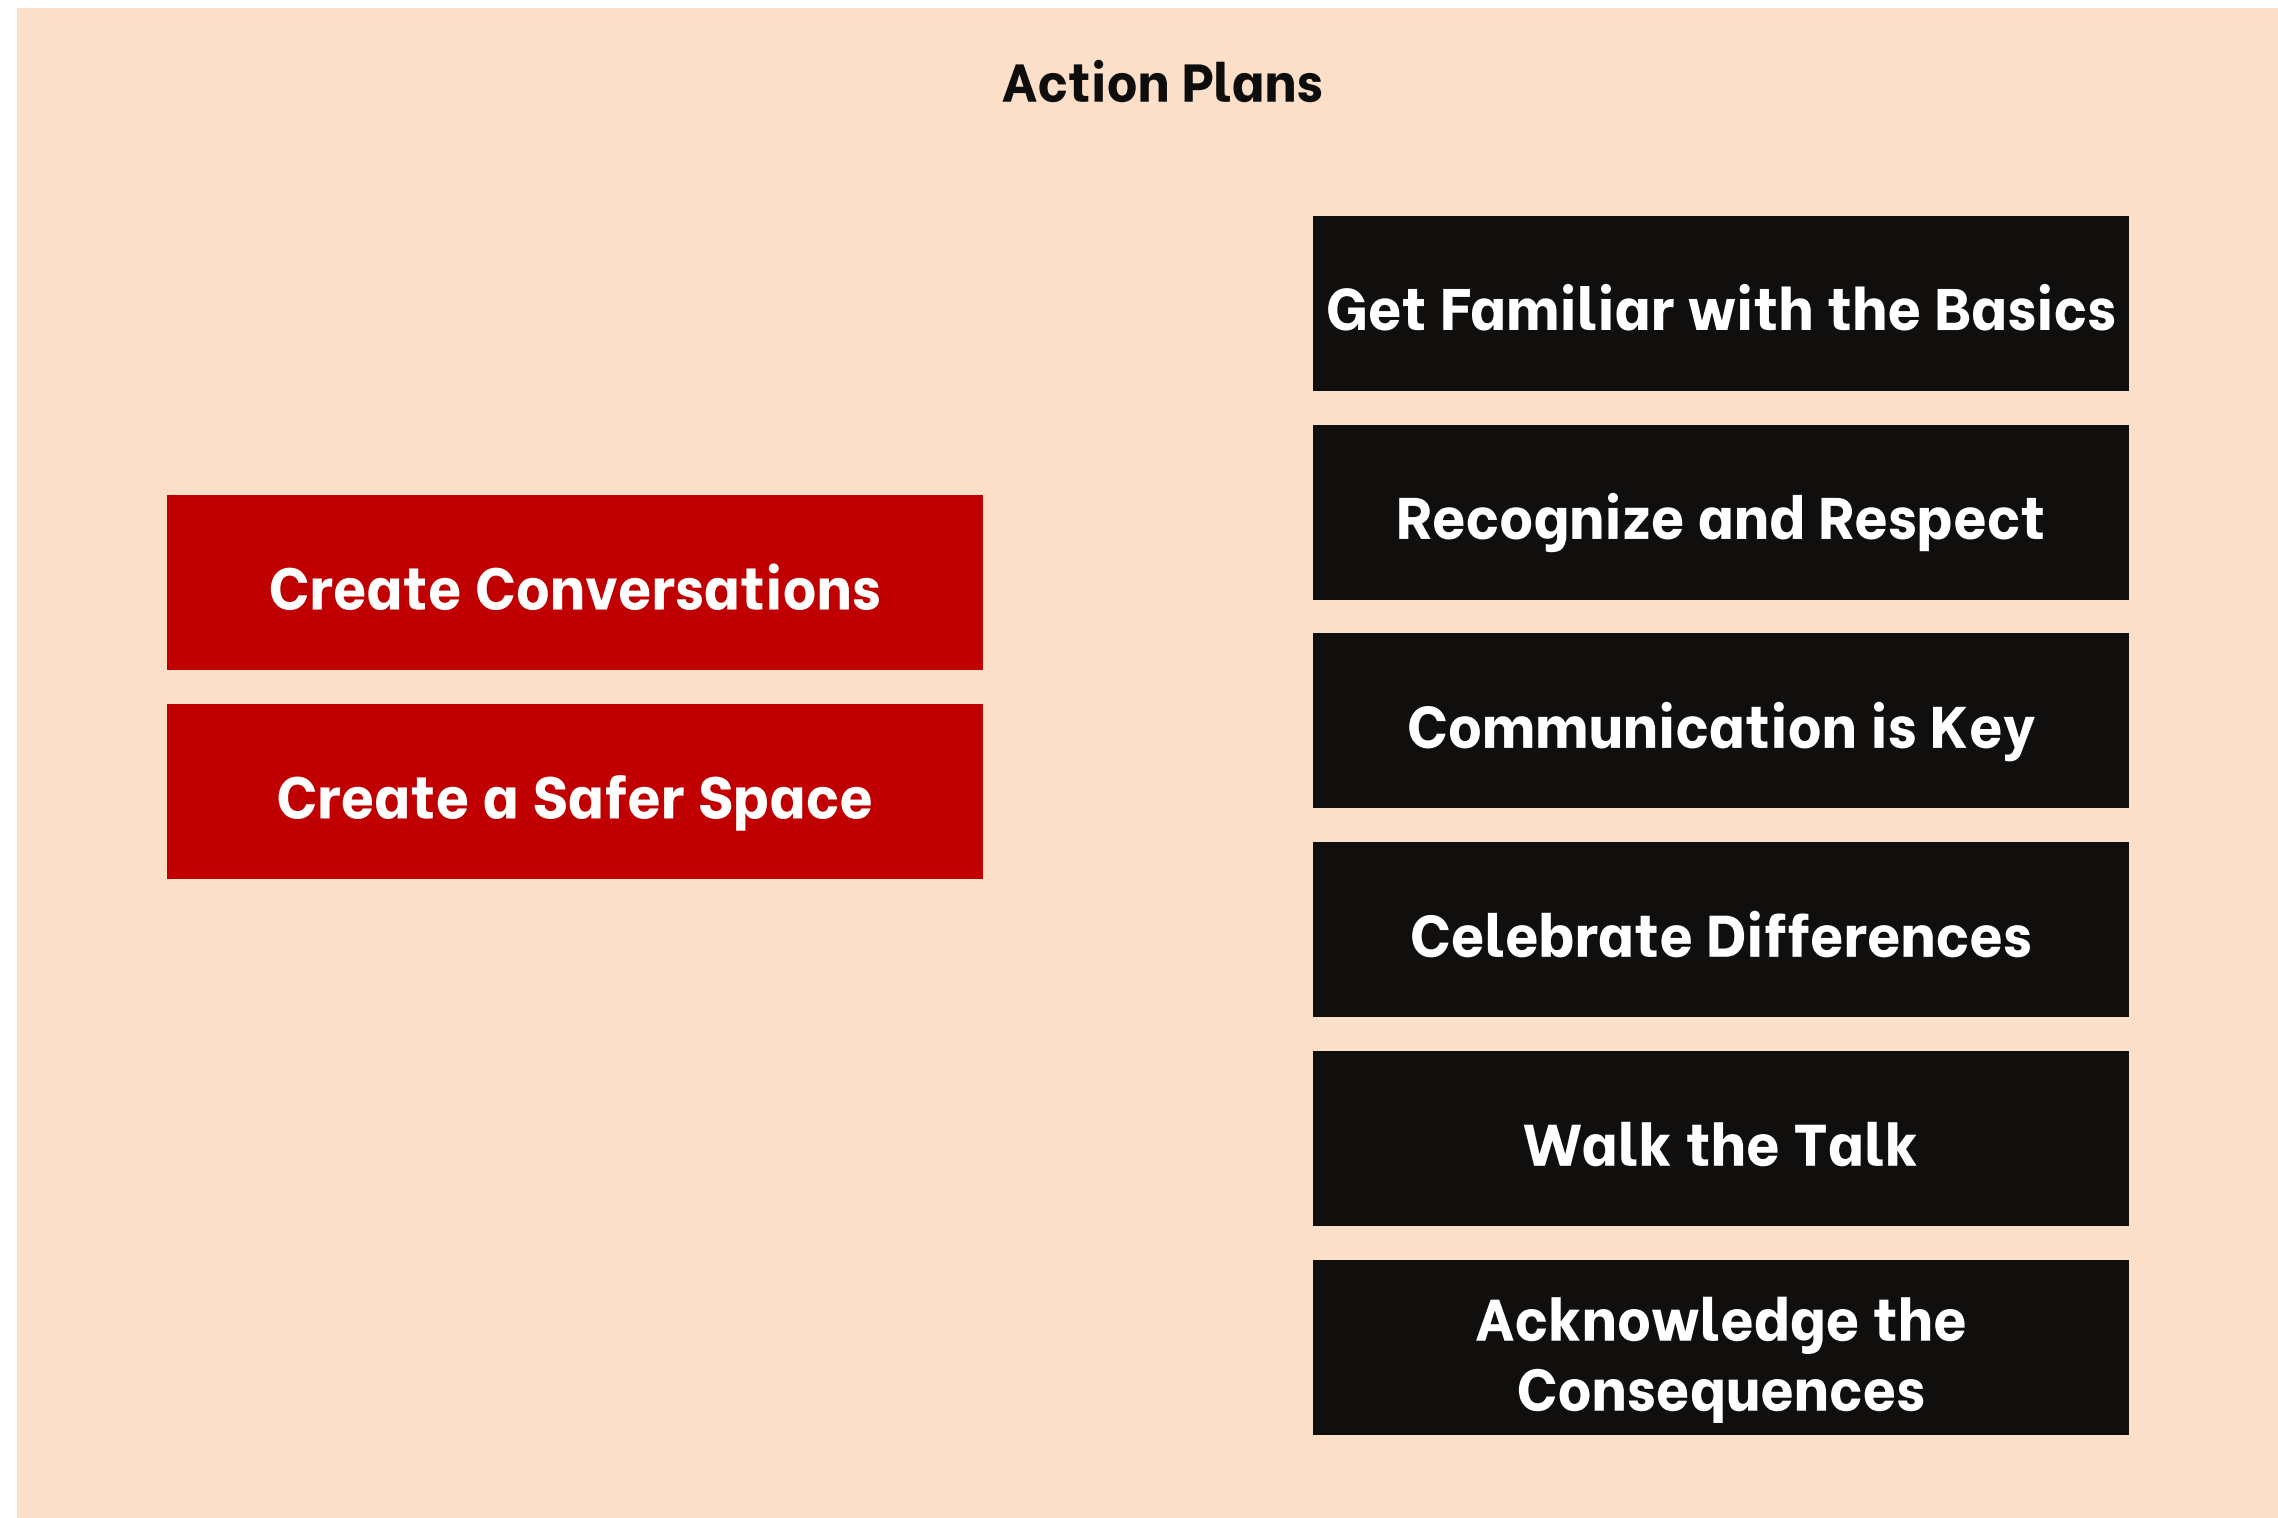 Action Plans
Create Conversations
Create a Safer Space
Get Familiar with the Basics
Recognize and Respect
Communication is Key
Celebrate Differences
Walk the Talk
Acknowledge the
Consequences